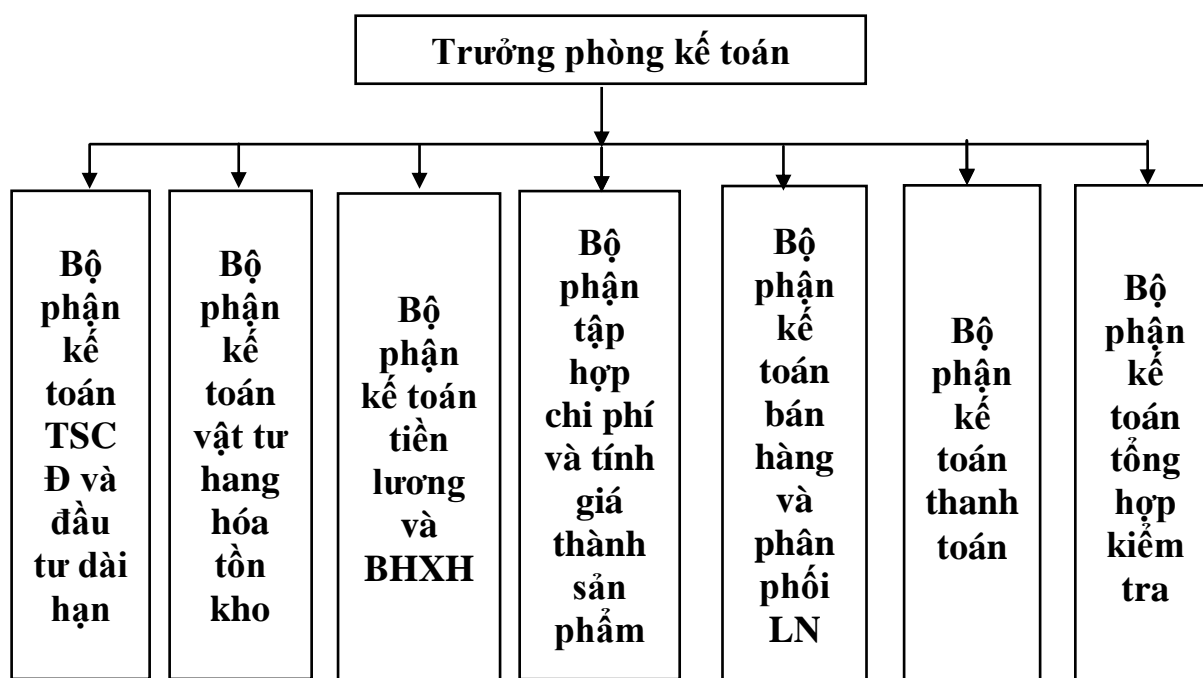 Trưởng phòng kế toán
Bộ
phận
kế
toán
TSC
Đ và
đầu
tư dài
hạn
Bộ
phận
kế
toán
vật tư
hang
hóa
tồn
kho
Bộ
phận
kế toán
tiền
lương
và
BHXH
Bộ
phận
tập
hợp
chi phí
và tính
giá
thành
sản
phẩm
Bộ
phận
kế
toán
bán
hàng
và
phân
phối
LN
Bộ
phận
kế
toán
thanh
toán
Bộ
phận
kế
toán
tổng
hợp
kiểm
tra